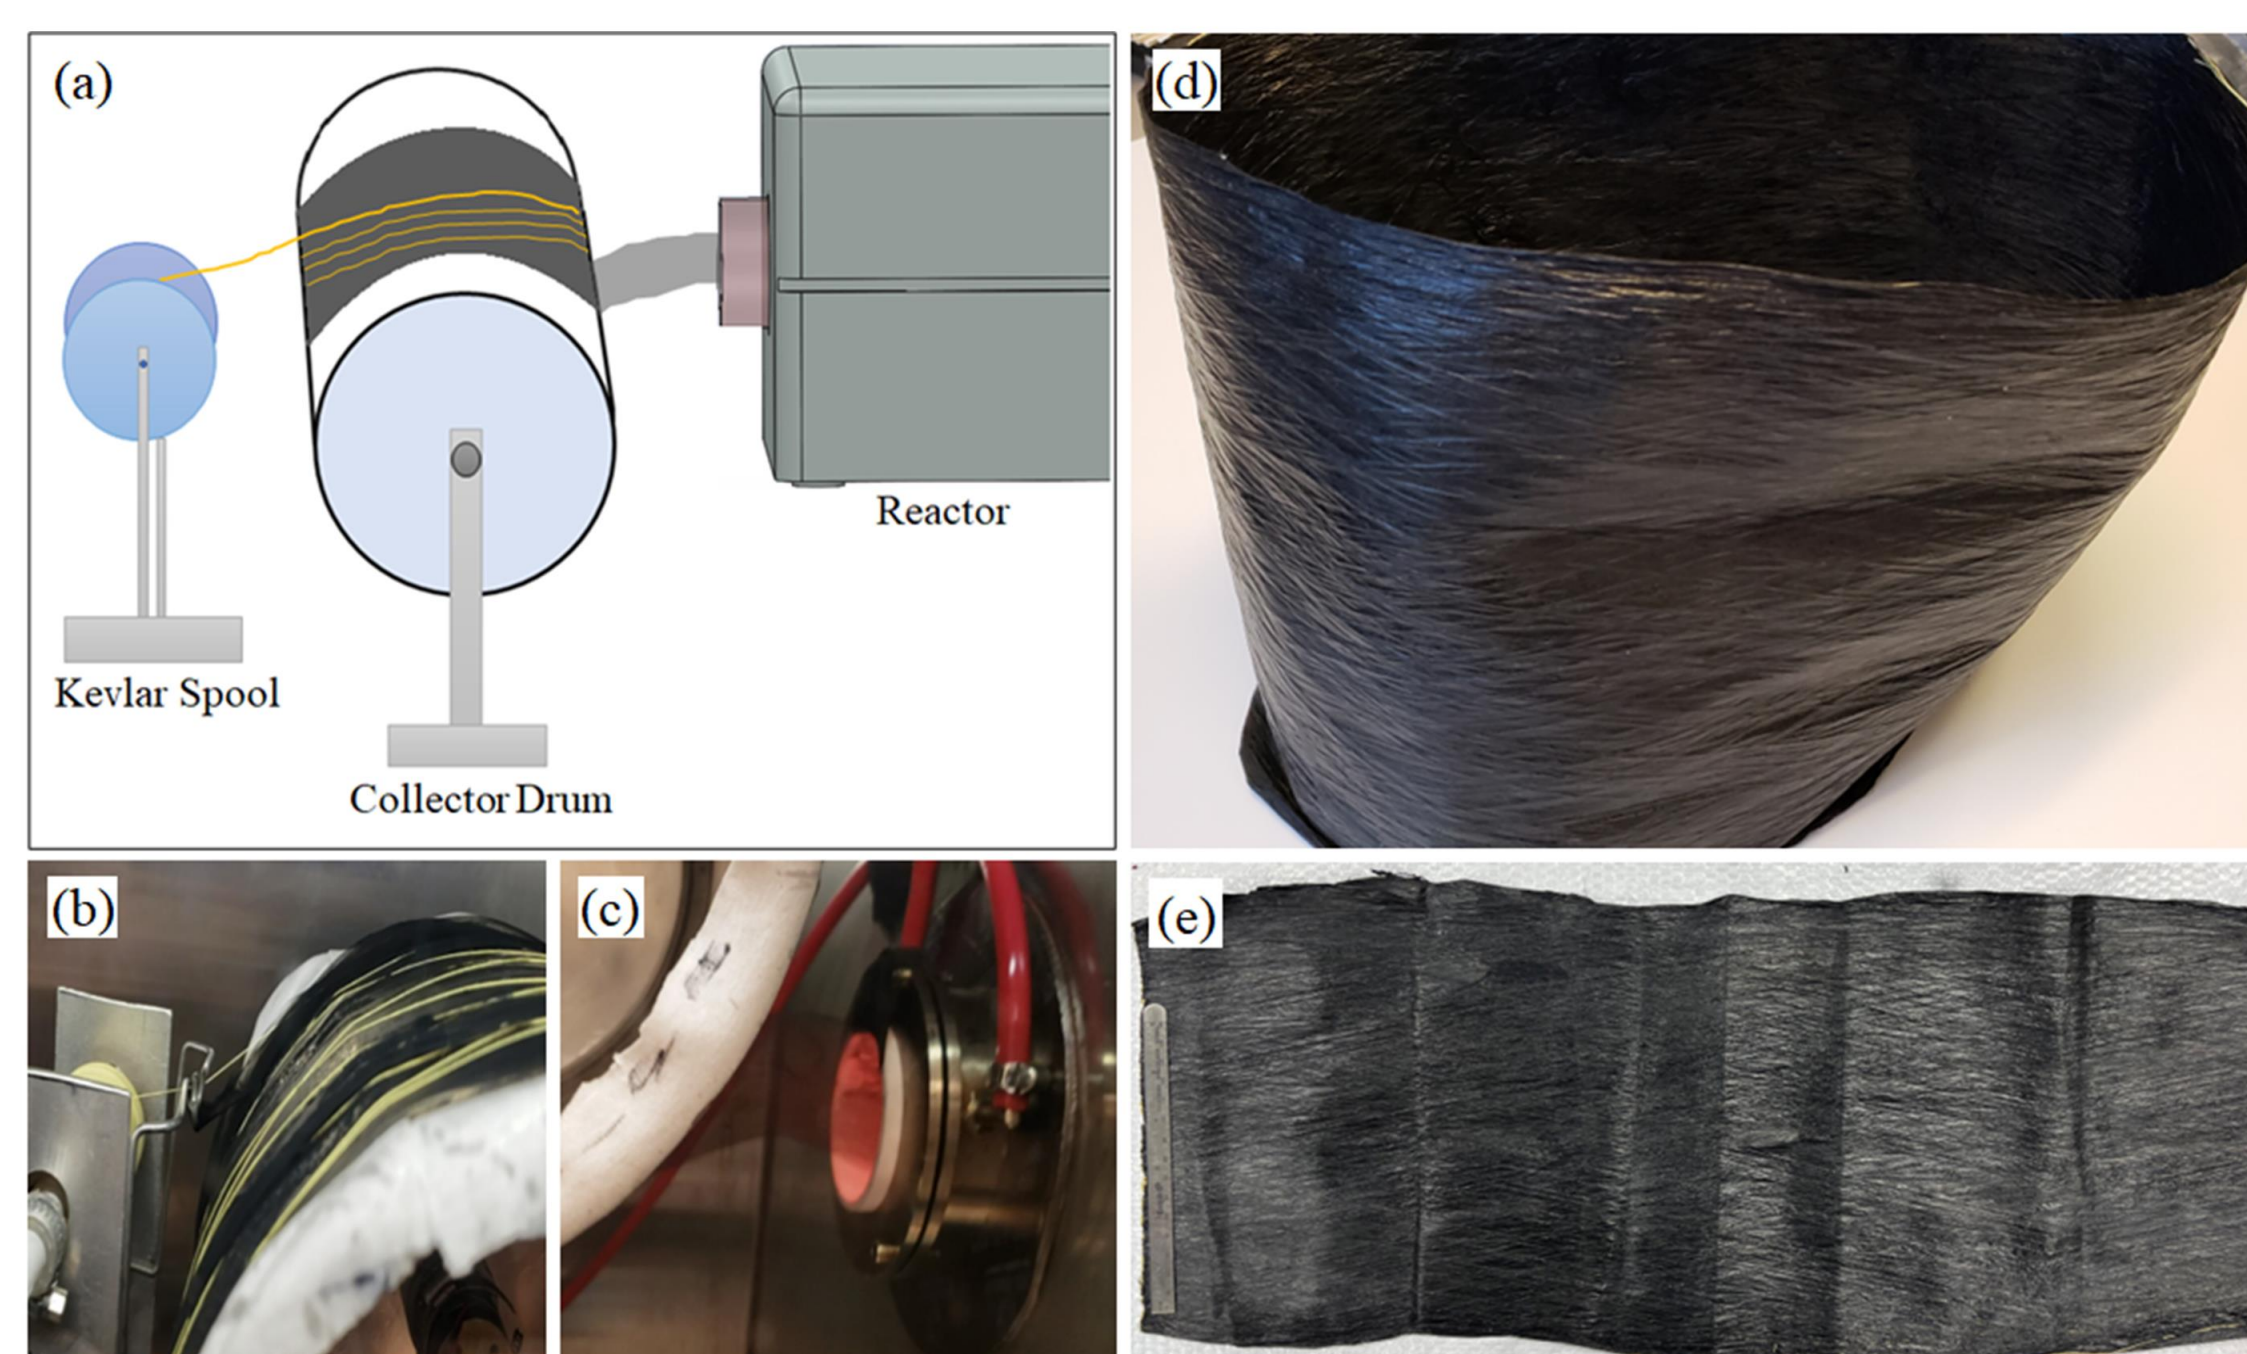 (a)
Reactor
Kevlar Spool
Collector Drum
(b)
(c)
(d)
(e)